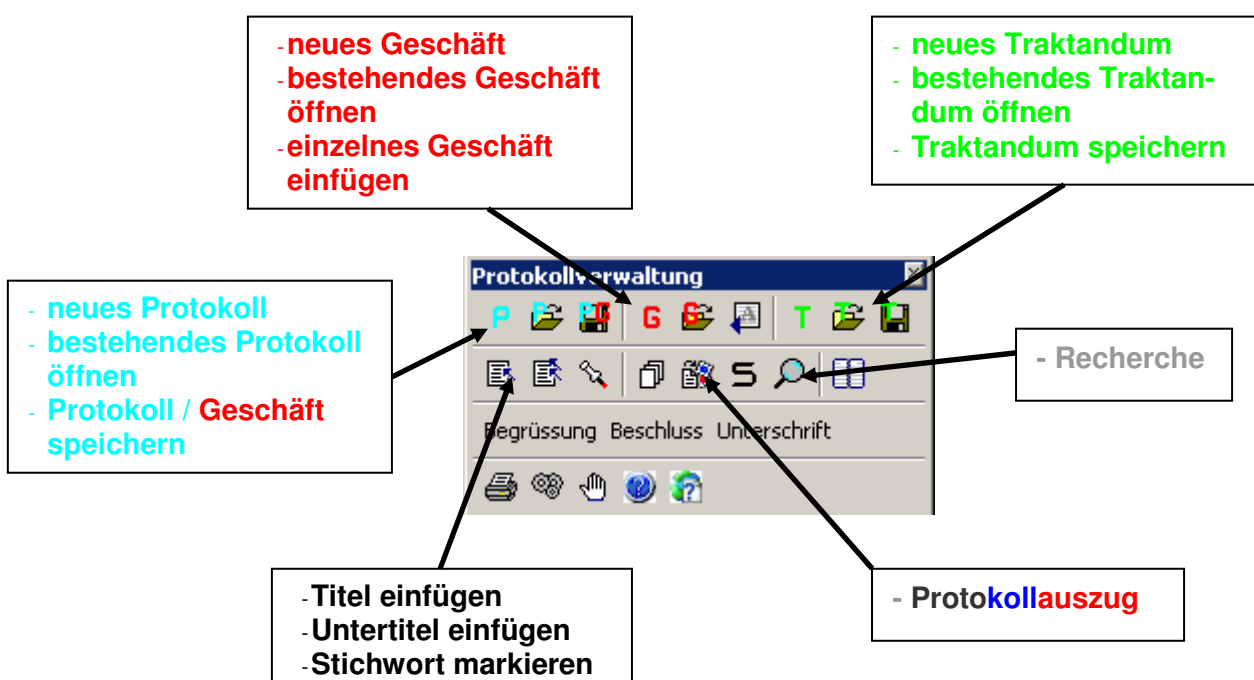 -neues Geschäft
-bestehendes Geschäft
öffnen
-einzelnes Geschäft
einfügen
- neues Traktandum
- bestehendes Traktan-
dum öffnen
- Traktandum speichern
- neues Protokoll
- bestehendes Protokoll
öffnen
- Protokoll / Geschäft
speichern
Protokollverwaltung
P P P G G G A T T
S
Begrüssung Beschluss Unterschrift
- Recherche
-Titel einfügen
-Untertitel einfügen
-Stichwort markieren
- Protokollauszug